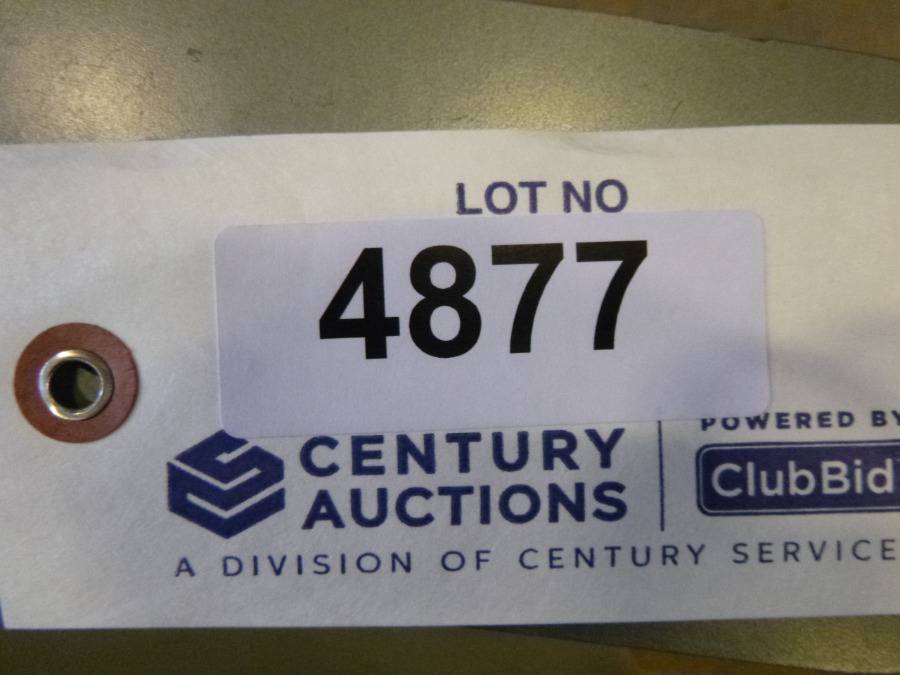 LOT NO
4877
CENTURY
AUCTIONS
POWERED BY
ClubBid
A DIVISION OF CENTURY SERVICE